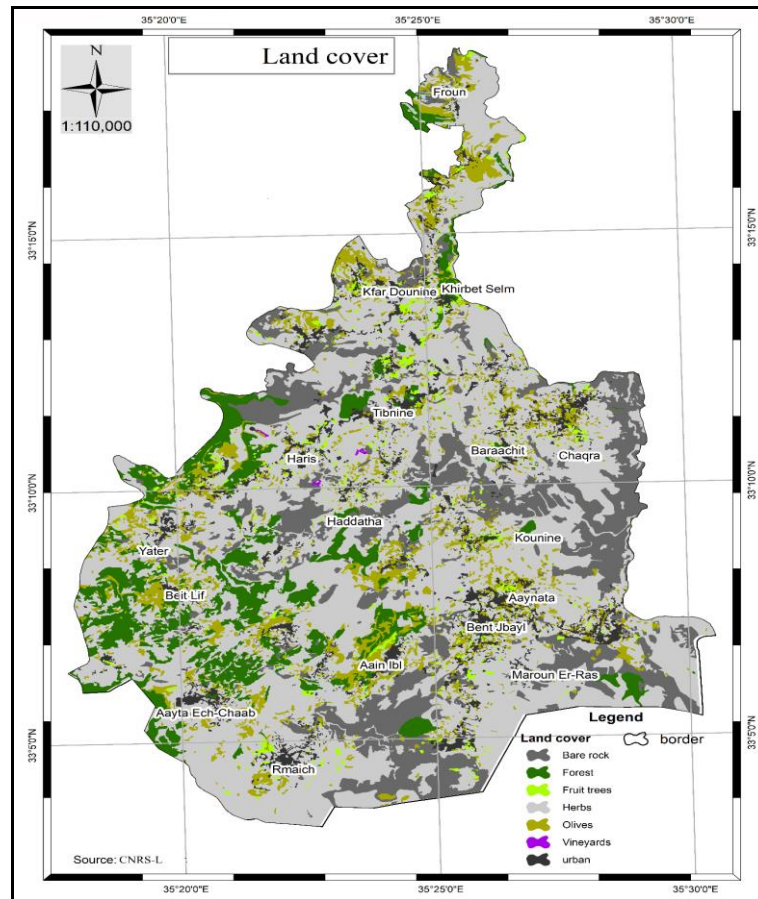 35°20'0"E
35°25'0"E
35°30'0"E
Land cover
N
1:110,000
Froun
33°15'0"N
33°15'0"N
Kfar Dounine
Khirbet Selm
Tibnine
Haris
Baraachit
Chaqra
33°10'0"N
33°10'0"N
Haddatha
Yater
Kounine
Beit Lif
Aaynata
Bent Jbayl
Aain Ibl
Maroun Er-Ras
Aayta Ech-Chaab
Rmaich
33°5'0"N
33°5'0"N
Legend
Land cover
border
Bare rock
Forest
Fruit trees
Herbs
Olives
Vineyards
urban
Source: CNRS-L
35°20'0"E
35°25'0"E
35°30'0"E